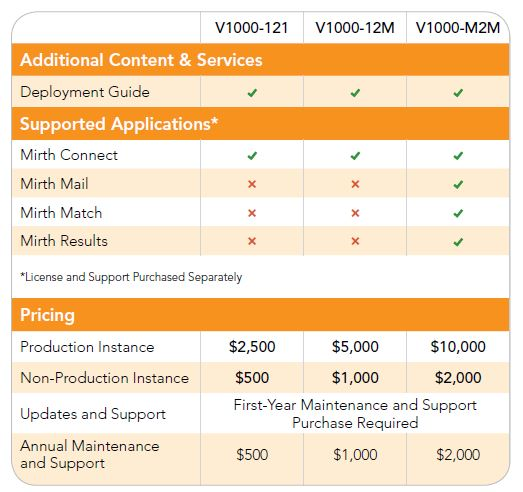 V1000-121 V1000-12M V1000-M2M
Additional Content & Services
Deployment Guide ✓ ✓ ✓
Supported Applications*
Mirth Connect ✓ ✓ ✓
Mirth Mail × × ✓
Mirth Match × × ✓
Mirth Results × × ✓
*License and Support Purchased Separately
Pricing
Production Instance $2,500 $5,000 $10,000
Non-Production Instance $500 $1,000 $2,000
Updates and Support First-Year Maintenance and Support
Purchase Required
Annual Maintenance
and Support $500 $1,000 $2,000